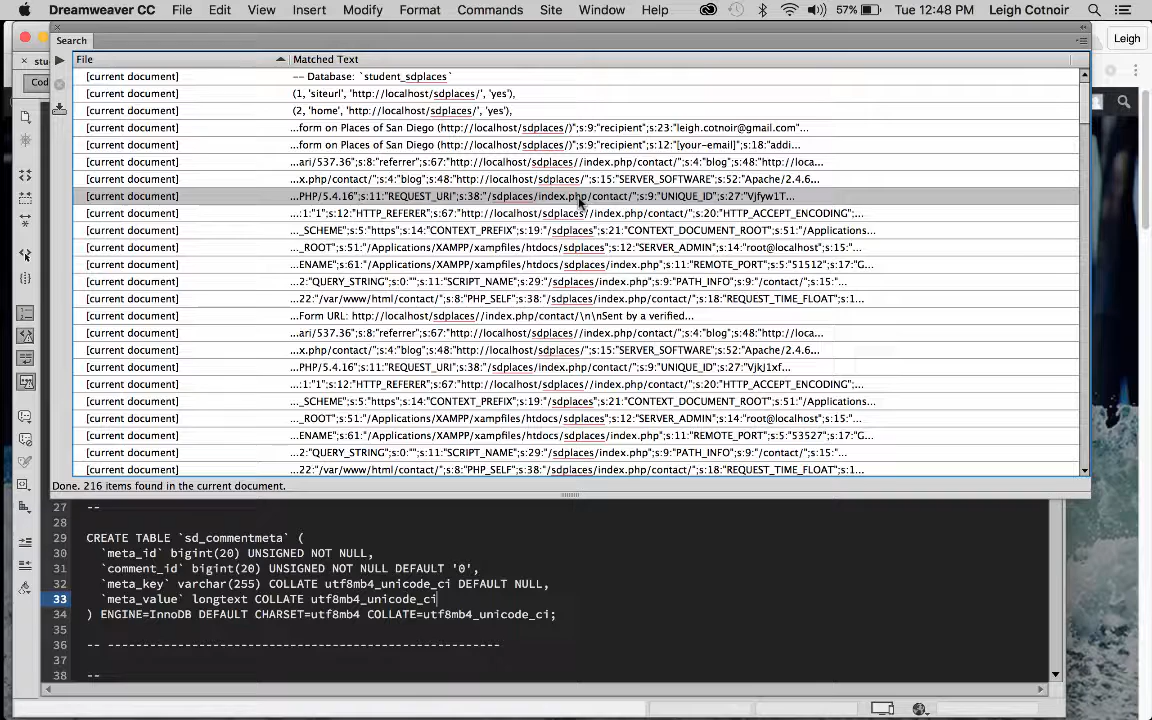 Dreamweaver CC File Edit View Insert Modify Format Commands Site Window Help 57% Tue 12:48 PM Leigh Cotnoir
Search
Leigh
File Matched Text
stu
Cod
[current document] -- Database: `student_sdplaces`
[current document] (1, 'siteurl', 'http://localhost/sdplaces/', 'yes'),
[current document] (2, 'home', 'http://localhost/sdplaces/', 'yes'),
[current document] ...form on Places of San Diego (http://localhost/sdplaces/)";s:9:"recipient";s:23:"leigh.cotnoir@gmail.com"...
[current document] ...form on Places of San Diego (http://localhost/sdplaces/)";s:9:"recipient";s:12:"[your-email]";s:18:"addi...
[current document] ...ari/537.36";s:8:"referrer";s:67:"http://localhost/sdplaces//index.php/contact/";s:4:"blog";s:48:"http://loca...
[current document] ...x.php/contact/";s:4:"blog";s:48:"http://localhost/sdplaces/";s:15:"SERVER_SOFTWARE";s:52:"Apache/2.4.6...
[current document] ...PHP/5.4.16";s:11:"REQUEST_URI";s:38:"/sdplaces/index.php/contact/";s:9:"UNIQUE_ID";s:27:"Vjfyw1T...
[current document] ...:1:"1";s:12:"HTTP_REFERER";s:67:"http://localhost/sdplaces//index.php/contact/";s:20:"HTTP_ACCEPT_ENCODING";...
[current document] ..._SCHEME";s:5:"https";s:14:"CONTEXT_PREFIX";s:19:"/sdplaces";s:21:"CONTEXT_DOCUMENT_ROOT";s:51:"/Applications...
[current document] ..._ROOT";s:51:"/Applications/XAMPP/xampfiles/htdocs/sdplaces";s:12:"SERVER_ADMIN";s:14:"root@localhost";s:15:"...
[current document] ...ENAME";s:61:"/Applications/XAMPP/xampfiles/htdocs/sdplaces/index.php";s:11:"REMOTE_PORT";s:5:"51512";s:17:"G...
[current document] ...2:"QUERY_STRING";s:0:"";s:11:"SCRIPT_NAME";s:29:"/sdplaces/index.php";s:9:"PATH_INFO";s:9:"/contact/";s:15:"...
[current document] ...22:"/var/www/html/contact/";s:8:"PHP_SELF";s:38:"/sdplaces/index.php/contact/";s:18:"REQUEST_TIME_FLOAT";s:1...
[current document] ...Form URL: http://localhost/sdplaces//index.php/contact/\n\nSent by a verified...
[current document] ...ari/537.36";s:8:"referrer";s:67:"http://localhost/sdplaces//index.php/contact/";s:4:"blog";s:48:"http://loca...
[current document] ...x.php/contact/";s:4:"blog";s:48:"http://localhost/sdplaces/";s:15:"SERVER_SOFTWARE";s:52:"Apache/2.4.6...
[current document] ...PHP/5.4.16";s:11:"REQUEST_URI";s:38:"/sdplaces/index.php/contact/";s:9:"UNIQUE_ID";s:27:"VjkJ1xf...
[current document] ...:1:"1";s:12:"HTTP_REFERER";s:67:"http://localhost/sdplaces//index.php/contact/";s:20:"HTTP_ACCEPT_ENCODING";...
[current document] ..._SCHEME";s:5:"https";s:14:"CONTEXT_PREFIX";s:19:"/sdplaces";s:21:"CONTEXT_DOCUMENT_ROOT";s:51:"/Applications...
[current document] ..._ROOT";s:51:"/Applications/XAMPP/xampfiles/htdocs/sdplaces";s:12:"SERVER_ADMIN";s:14:"root@localhost";s:15:"...
[current document] ...ENAME";s:61:"/Applications/XAMPP/xampfiles/htdocs/sdplaces/index.php";s:11:"REMOTE_PORT";s:5:"53527";s:17:"G...
[current document] ...2:"QUERY_STRING";s:0:"";s:11:"SCRIPT_NAME";s:29:"/sdplaces/index.php";s:9:"PATH_INFO";s:9:"/contact/";s:15:"...
[current document] ...22:"/var/www/html/contact/";s:8:"PHP_SELF";s:38:"/sdplaces/index.php/contact/";s:18:"REQUEST_TIME_FLOAT";s:1...
Done. 216 items found in the current document.
27 --
28
29 CREATE TABLE `sd_commentmeta` (
30 `meta_id` bigint(20) UNSIGNED NOT NULL,
31 `comment_id` bigint(20) UNSIGNED NOT NULL DEFAULT '0',
32 `meta_key` varchar(255) COLLATE utf8mb4_unicode_ci DEFAULT NULL,
33 `meta_value` longtext COLLATE utf8mb4_unicode_ci
34 ) ENGINE=InnoDB DEFAULT CHARSET=utf8mb4 COLLATE=utf8mb4_unicode_ci;
35
36 -- --------------------------------------------------------
37
38 --